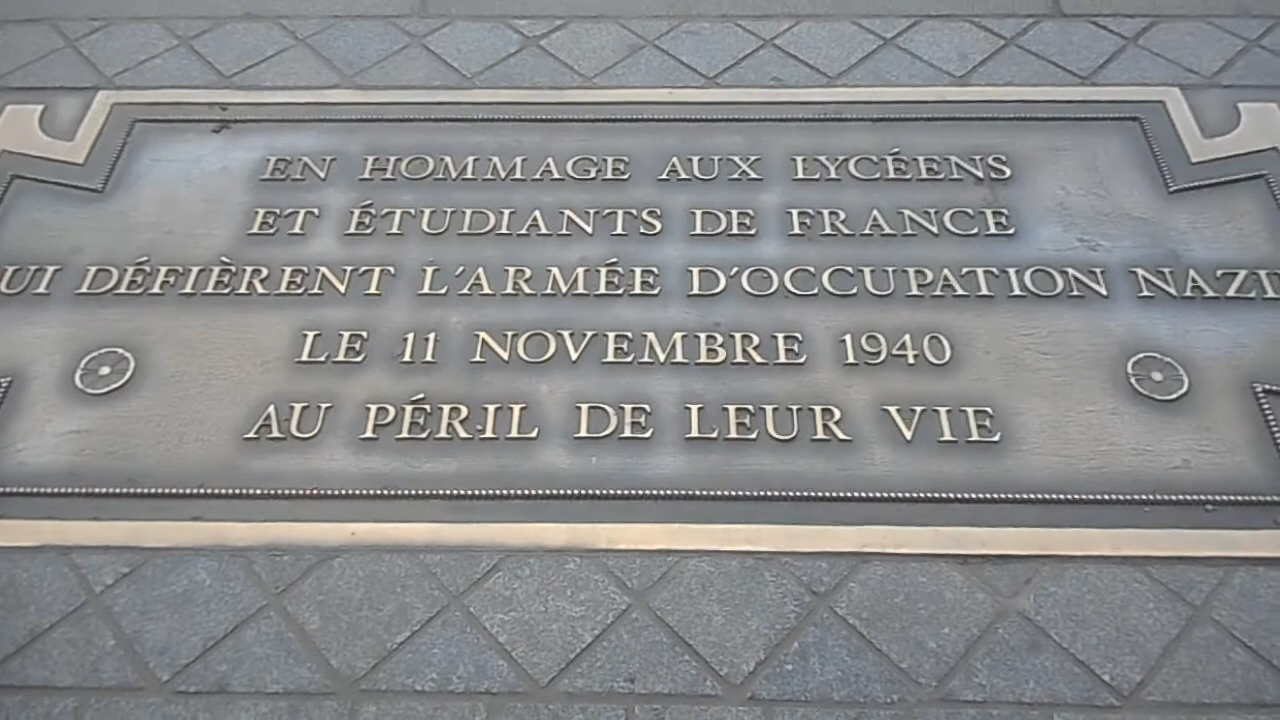 EN HOMMAGE AUX LYCÉENS
ET ÉTUDIANTS DE FRANCE
UI DÉFIÈRENT L'ARMÉE D'OCCUPATION NAZI
LE 11 NOVEMBRE 1940
AU PÉRIL DE LEUR VIE